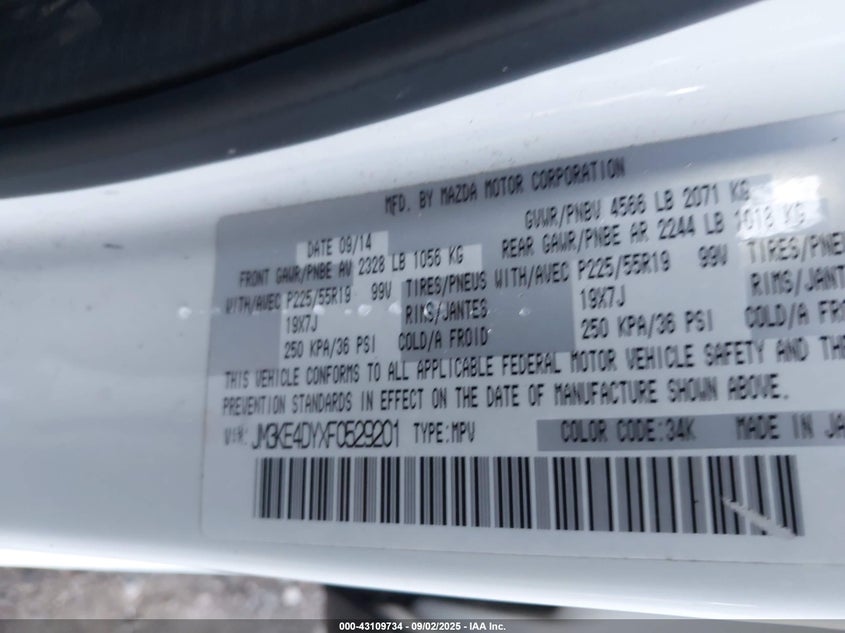 MFD. BY MAZDA MOTOR CORPORATION
DATE 09/14 GVWR/PNBV 4566 LB 2071 KG
FRONT GAWR/PNBE AV 2328 LB 1056 KG REAR GAWR/PNBE AR 2244 LB 1018 KG
WITH/AVEC P225/55R19 99V TIRES/PNEUS WITH/AVEC P225/55R19 99V TIRES/PNE
19X7J RIMS/JANTES 19X7J RIMS/JANTE
250 KPA/36 PSI COLD/A FROID 250 KPA/36 PSI COLD/A FRO
THIS VEHICLE CONFORMS TO ALL APPLICABLE FEDERAL MOTOR VEHICLE SAFETY AND THE
PREVENTION STANDARDS IN EFFECT ON THE DATE OF MANUFACTURE SHOWN ABOVE.
VIN: JM3KE4DYXF0529201 TYPE:MPV COLOR CODE:34K MADE IN JA
000-43109734 - 09/02/2025 - IAA Inc.